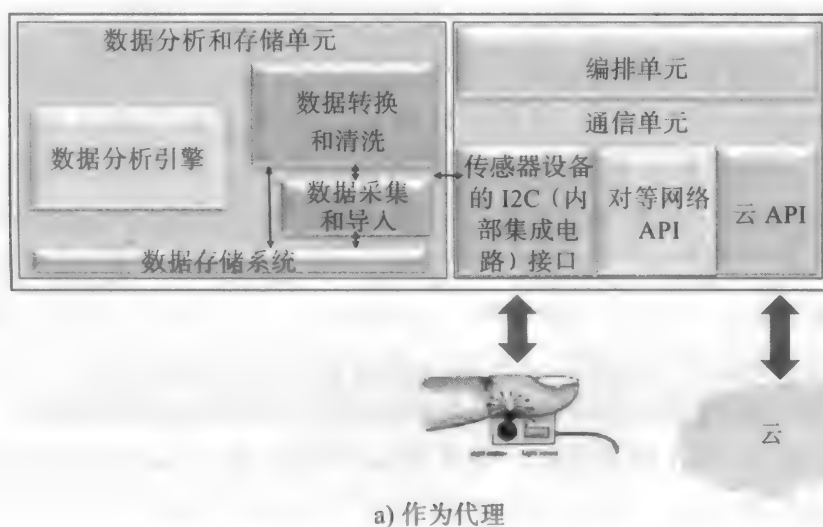 数据分析和存储单元
数据分析引擎
数据转换
和清洗
数据采集
和导入
数据存储系统
编排单元
通信单元
传感器设备
的 I2C（内
部集成电
路）接口
对等网络
API
云 API
云
a) 作为代理